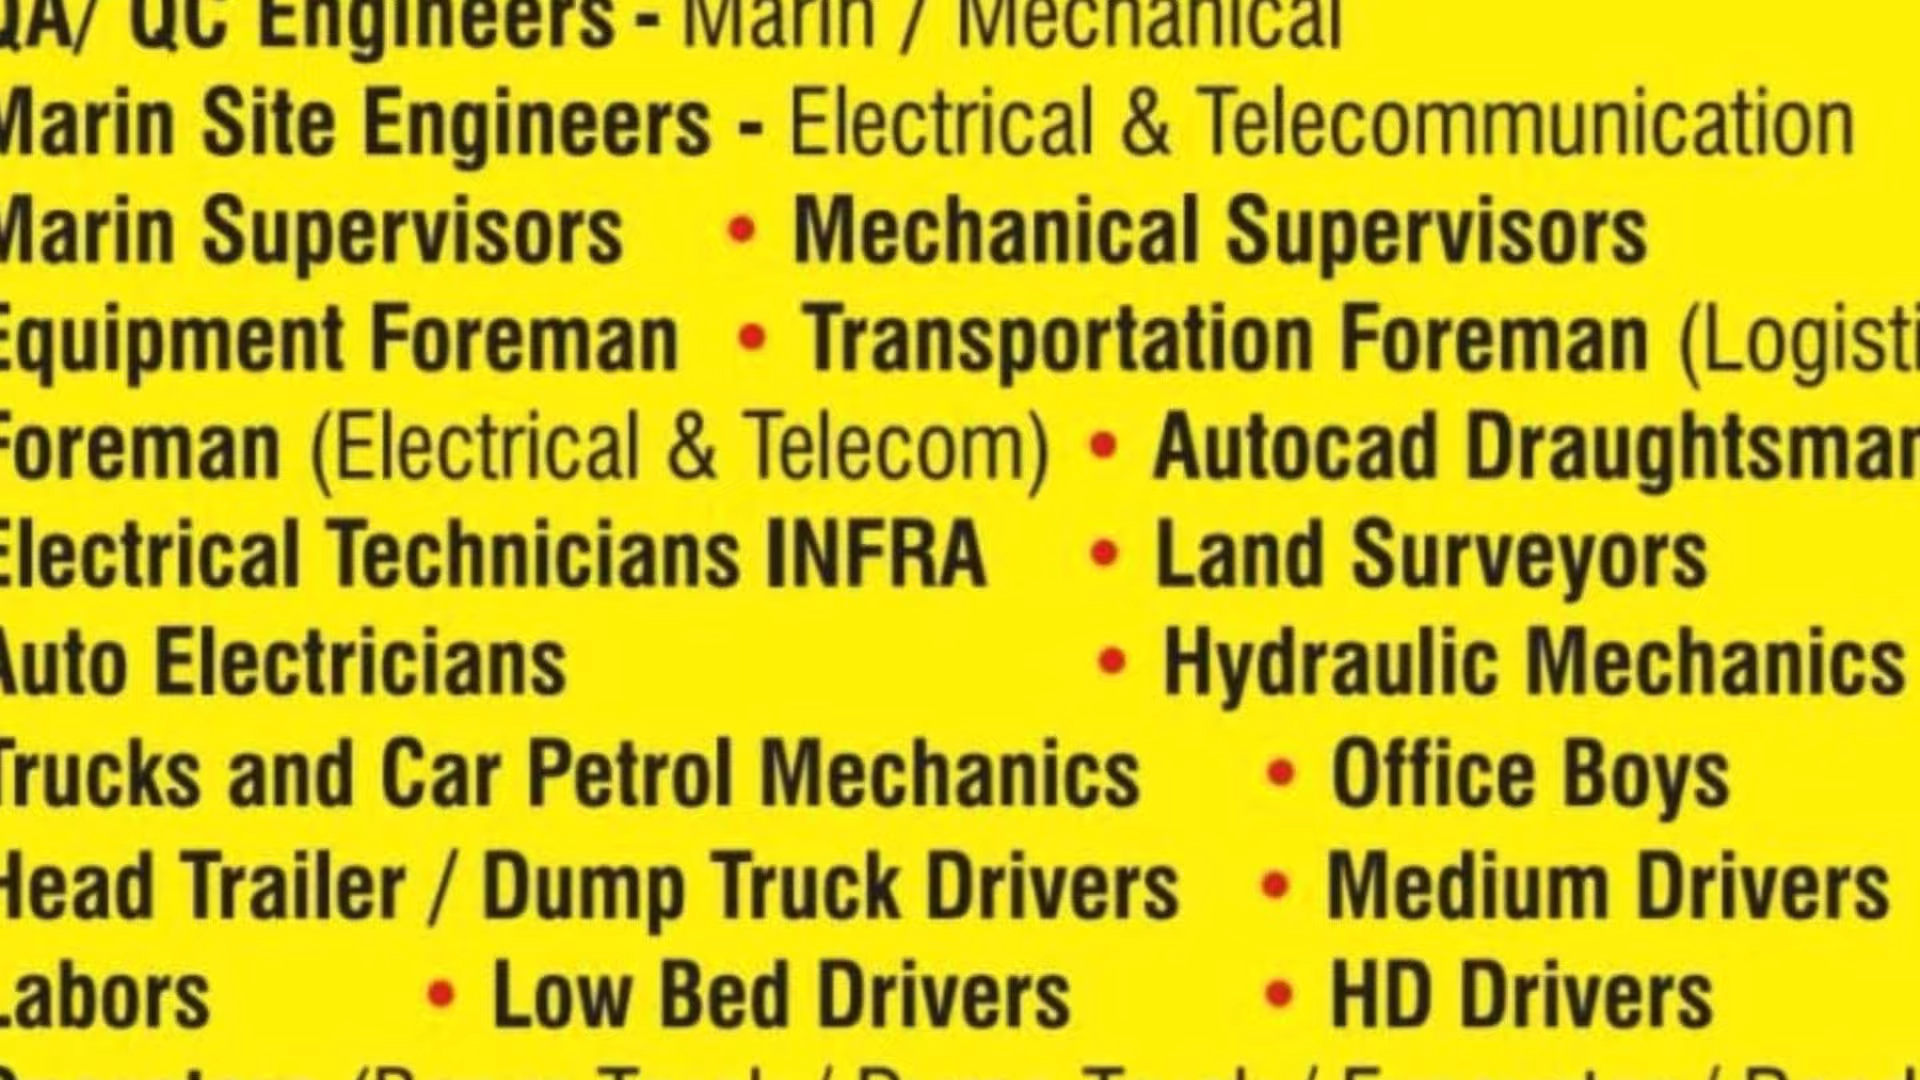 QA/ QC Engineers - Marin / Mechanical
Marin Site Engineers - Electrical & Telecommunication
Marin Supervisors • Mechanical Supervisors
Equipment Foreman • Transportation Foreman (Logisti
Foreman (Electrical & Telecom) • Autocad Draughtsman
Electrical Technicians INFRA • Land Surveyors
Auto Electricians • Hydraulic Mechanics
Trucks and Car Petrol Mechanics • Office Boys
Head Trailer / Dump Truck Drivers • Medium Drivers
Labors • Low Bed Drivers • HD Drivers